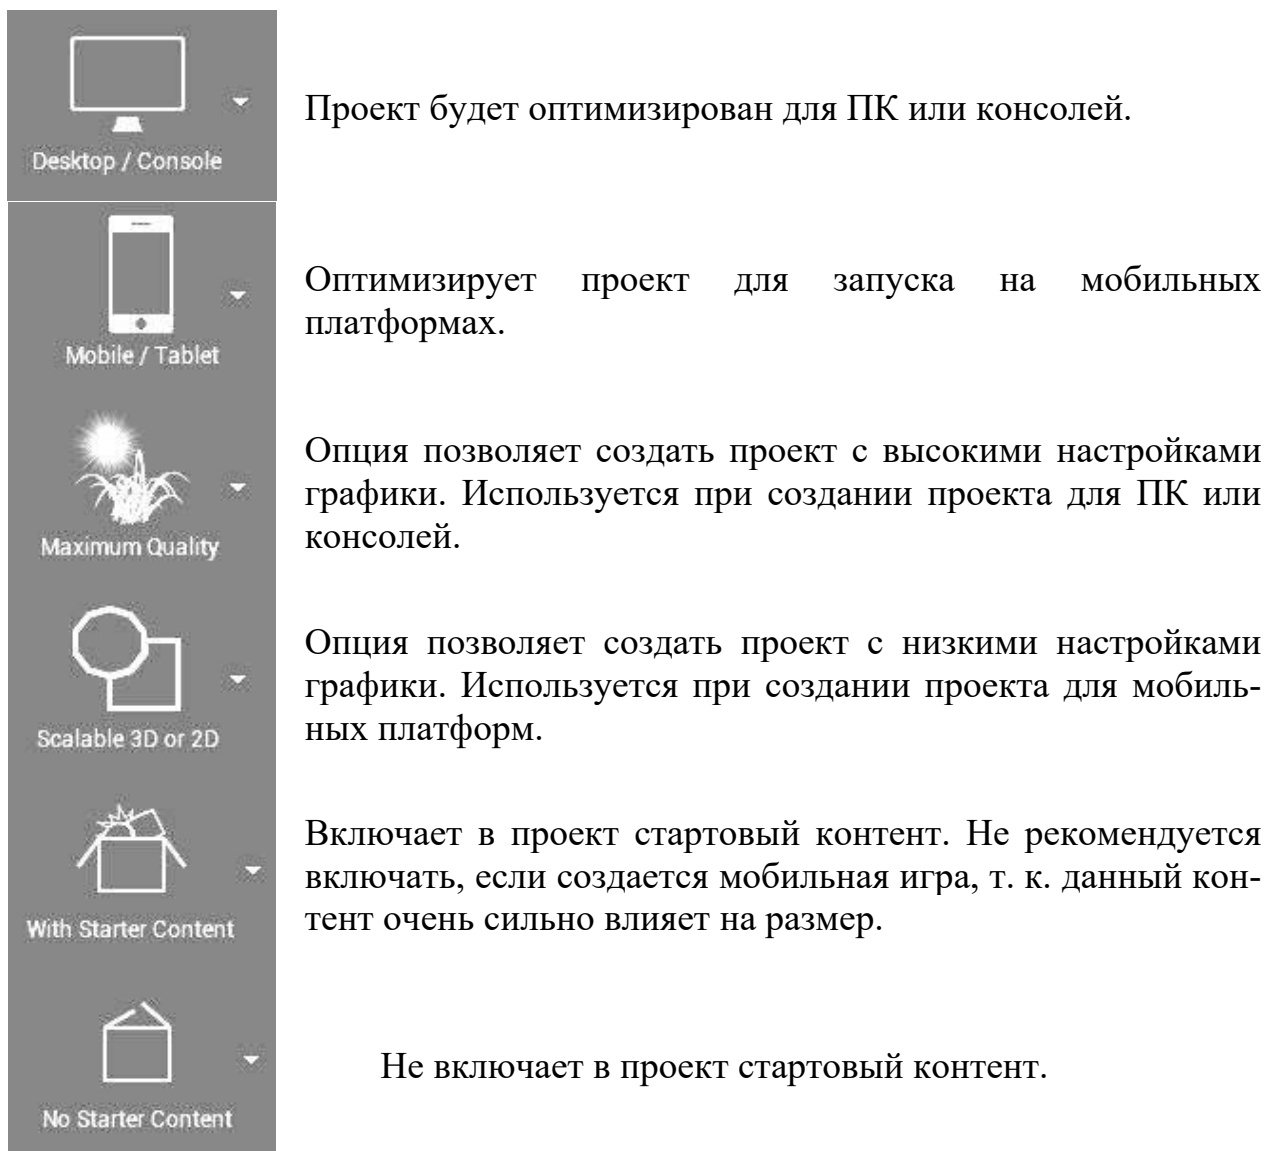 Desktop / Console
Проект будет оптимизирован для ПК или консолей.
Mobile / Tablet
Оптимизирует проект для запуска на мобильных
платформах.
Maximum Quality
Опция позволяет создать проект с высокими настройками
графики. Используется при создании проекта для ПК или
консолей.
Scalable 3D or 2D
Опция позволяет создать проект с низкими настройками
графики. Используется при создании проекта для мобиль-
ных платформ.
With Starter Content
Включает в проект стартовый контент. Не рекомендуется
включать, если создается мобильная игра, т. к. данный кон-
тент очень сильно влияет на размер.
No Starter Content
Не включает в проект стартовый контент.